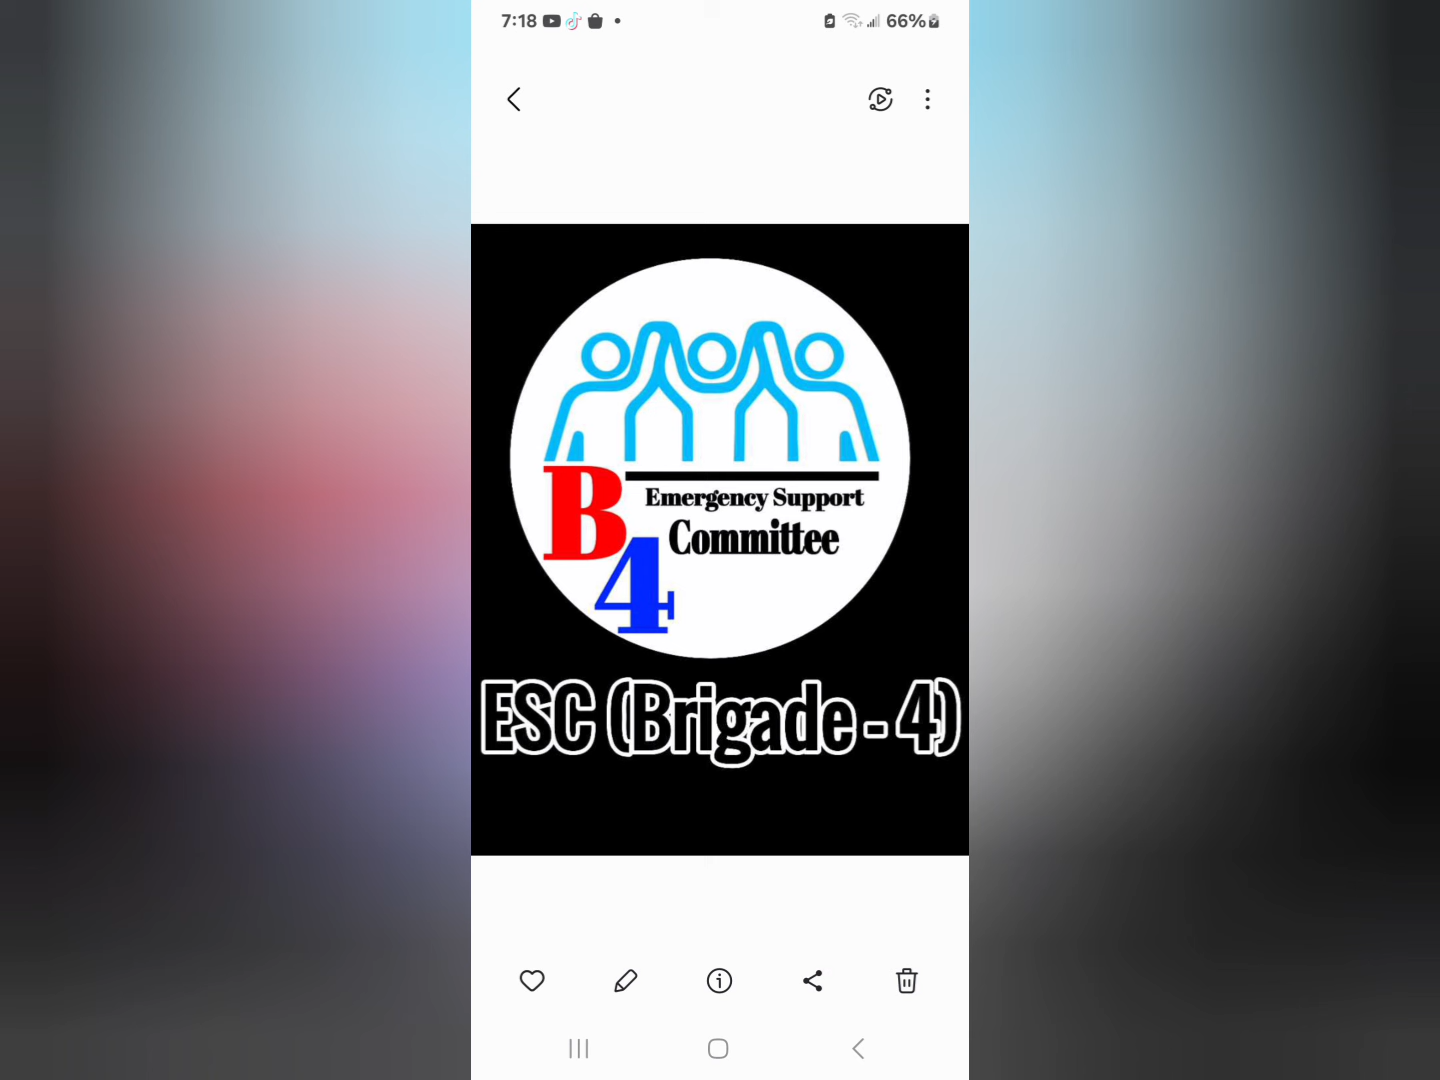 7:18
66%
B
Emergency Support
Committee
4
ESC (Brigade - 4)